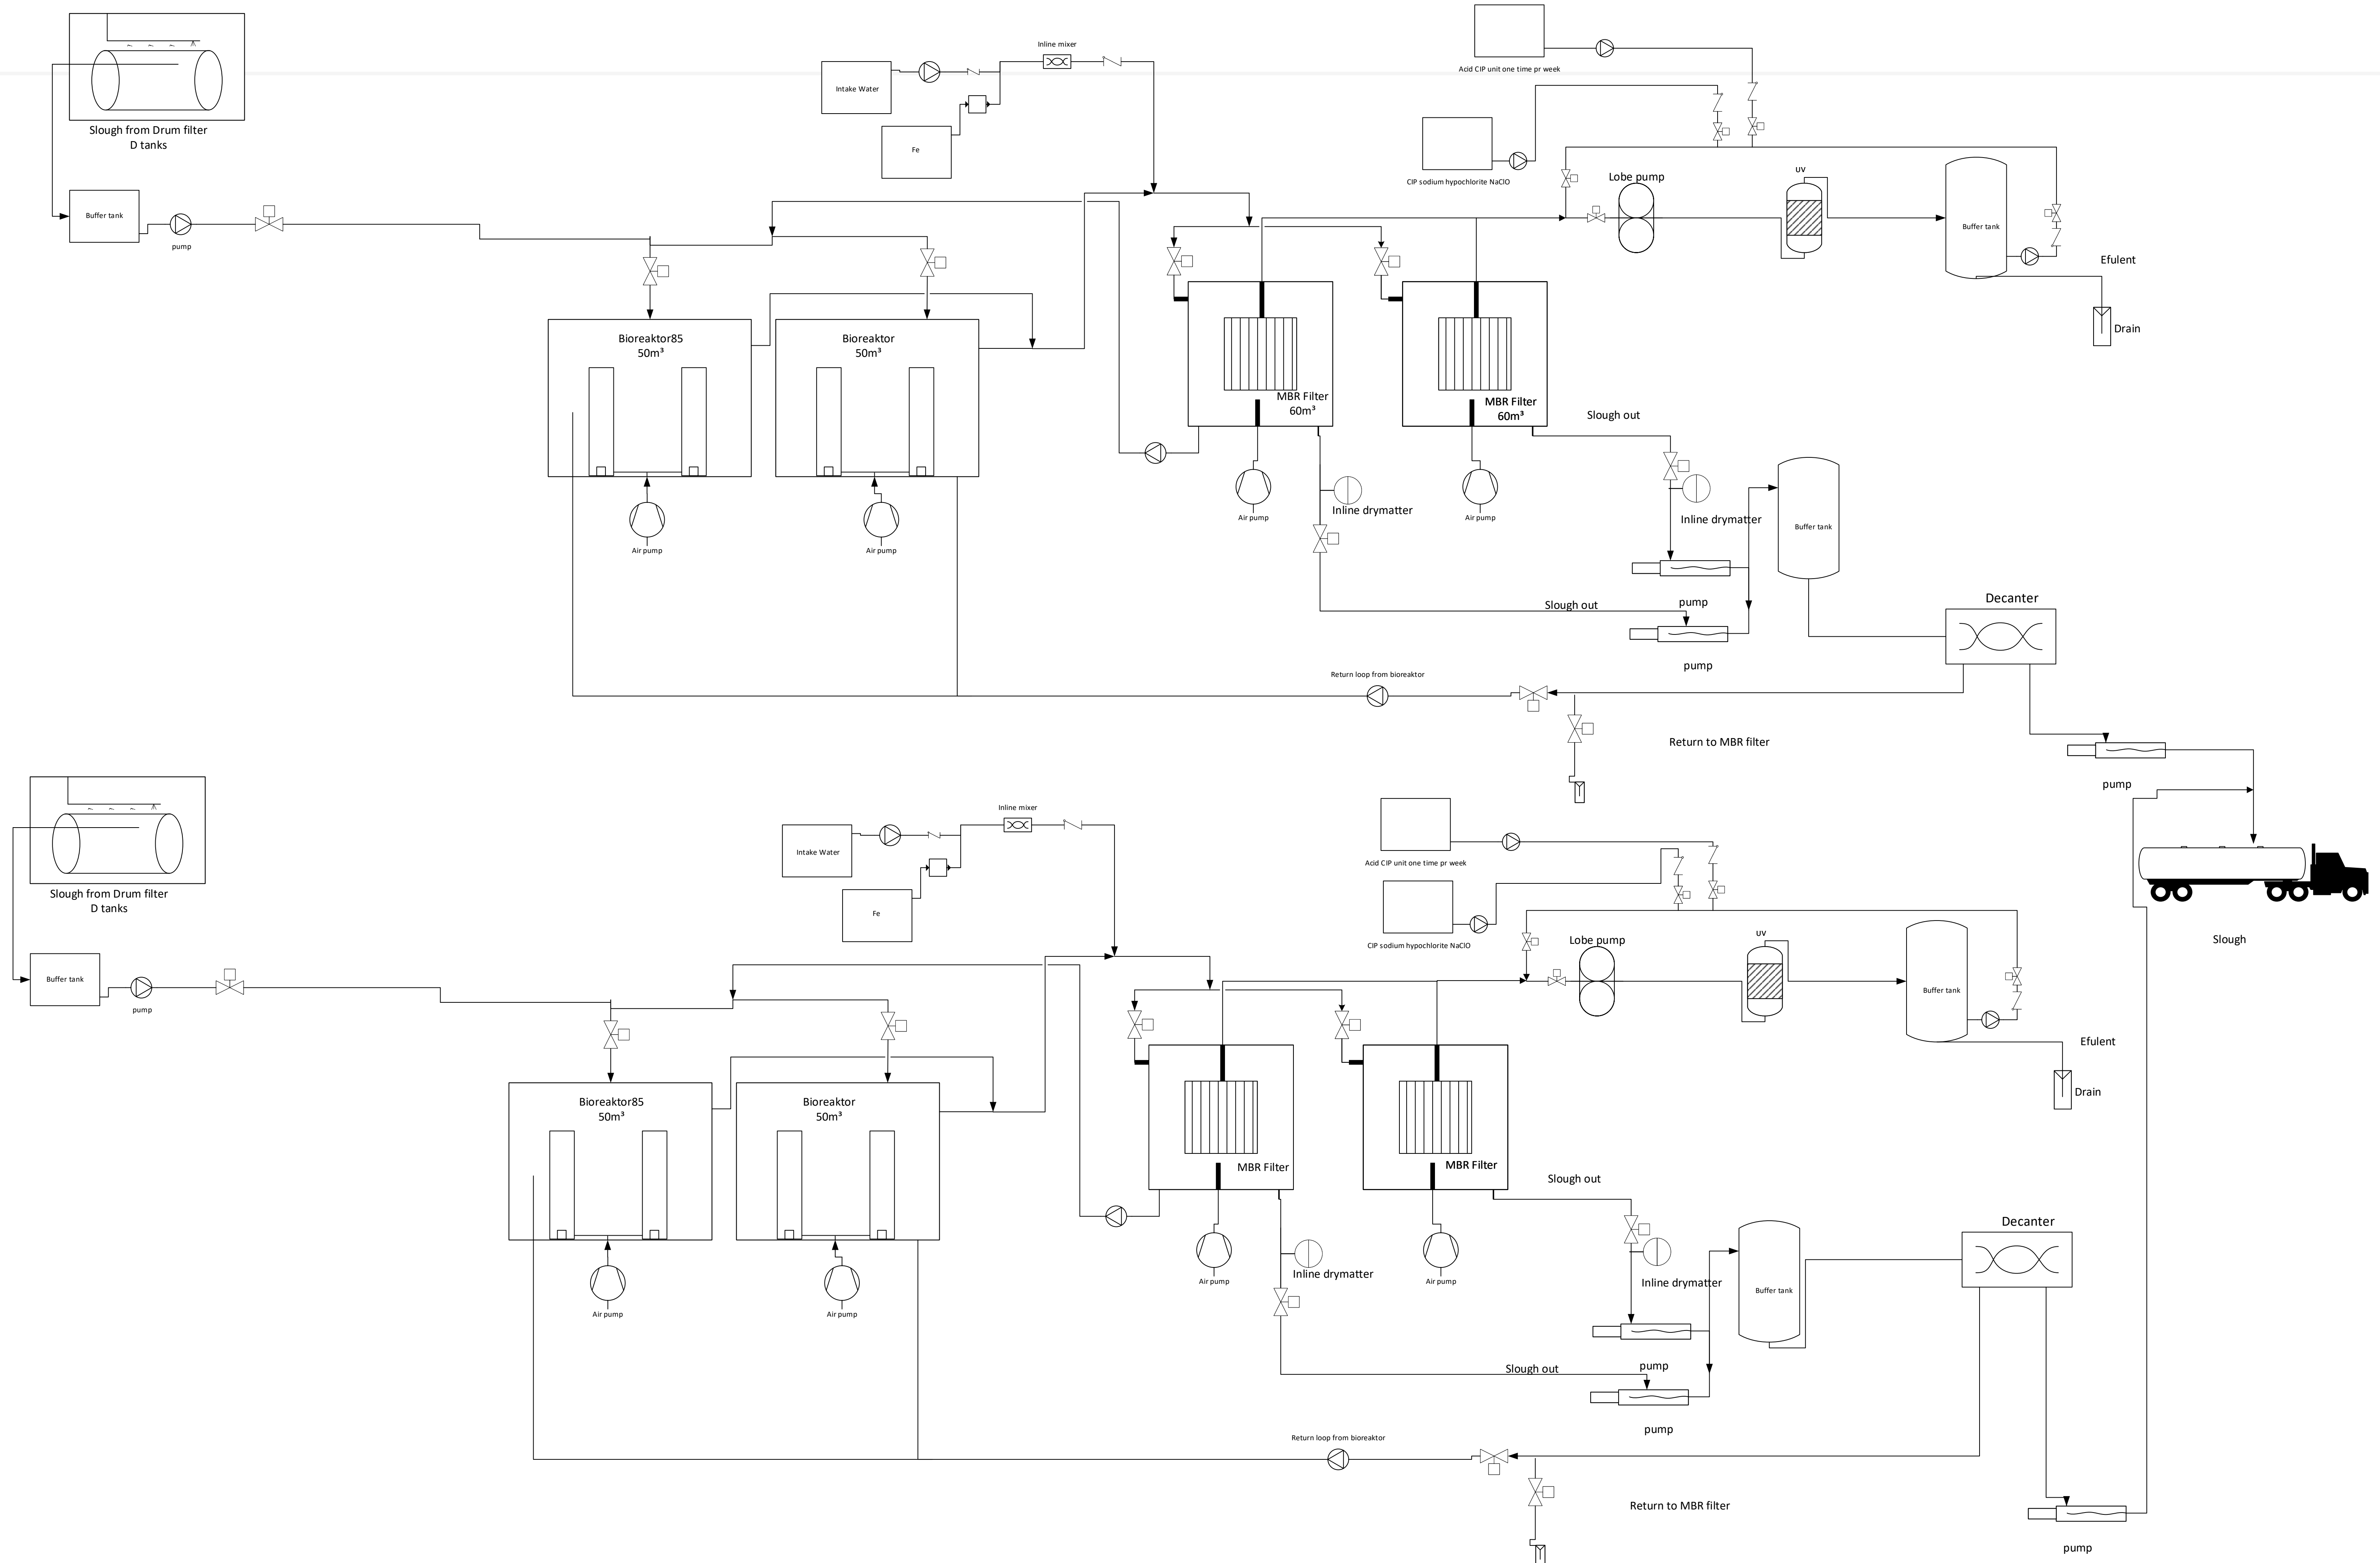 Slough from Drum filter
D tanks
Buffer tank
pump
Intake Water
Fe
Inline mixer
Acid CIP unit one time pr week
CIP sodium hypochlorite NaClO
Lobe pump
UV
Buffer tank
Efulent
Drain
Bioreaktor85
50m³
Bioreaktor
50m³
Air pump
Air pump
MBR Filter
60m³
MBR Filter
60m³
Air pump
Air pump
Inline drymatter
Slough out
Inline drymatter
Buffer tank
Slough out
pump
pump
Decanter
Return loop from bioreaktor
Return to MBR filter
pump
Slough
Slough from Drum filter
D tanks
Buffer tank
pump
Intake Water
Fe
Inline mixer
Acid CIP unit one time pr week
CIP sodium hypochlorite NaClO
Lobe pump
UV
Buffer tank
Efulent
Drain
Bioreaktor85
50m³
Bioreaktor
50m³
Air pump
Air pump
MBR Filter
MBR Filter
Air pump
Air pump
Inline drymatter
Slough out
Inline drymatter
Buffer tank
Slough out
pump
pump
Decanter
Return loop from bioreaktor
Return to MBR filter
pump